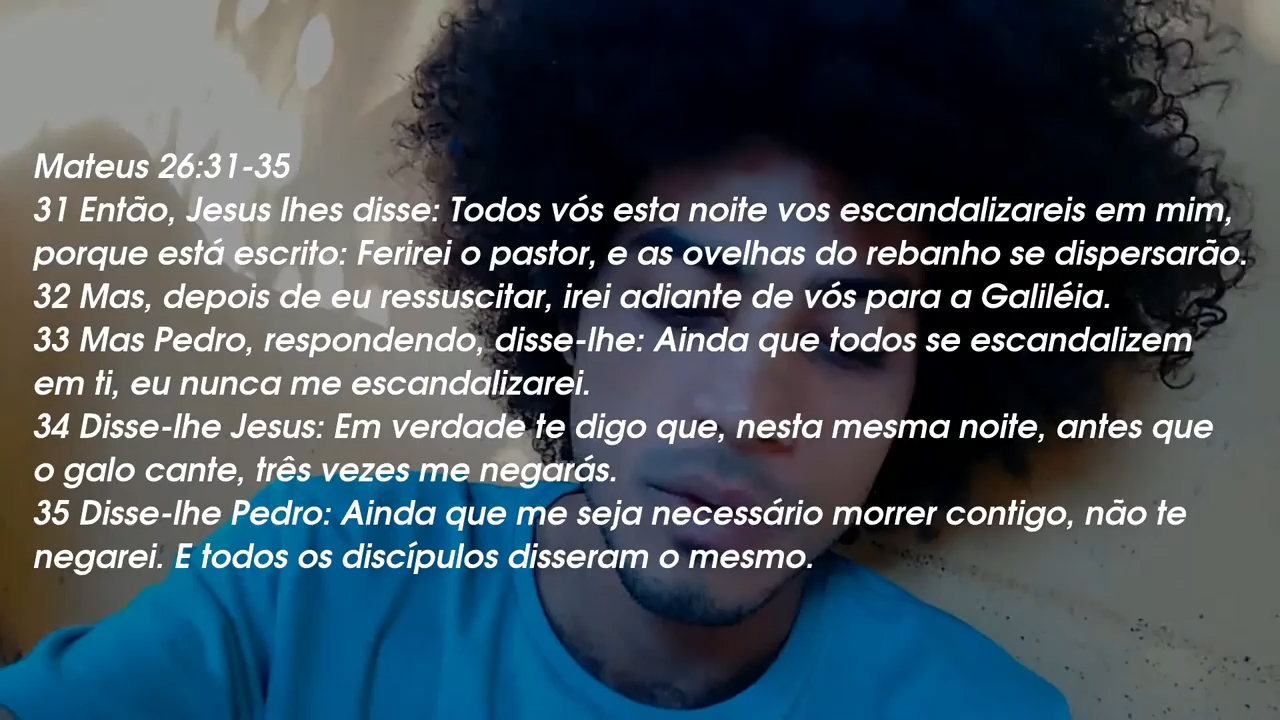 Mateus 26:31-35
31 Então, Jesus lhes disse: Todos vós esta noite vos escandalizareis em mim,
porque está escrito: Ferirei o pastor, e as ovelhas do rebanho se dispersarão.
32 Mas, depois de eu ressuscitar, irei adiante de vós para a Galiléia.
33 Mas Pedro, respondendo, disse-lhe: Ainda que todos se escandalizem
em ti, eu nunca me escandalizarei.
34 Disse-lhe Jesus: Em verdade te digo que, nesta mesma noite, antes que
o galo cante, três vezes me negarás.
35 Disse-lhe Pedro: Ainda que me seja necessário morrer contigo, não te
negarei. E todos os discípulos disseram o mesmo.